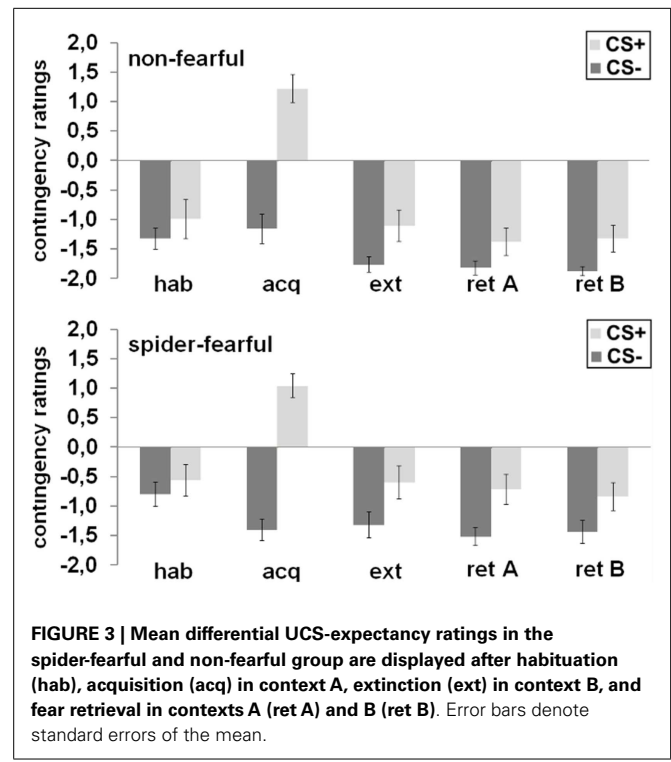 2,0
1,5
1,0
0,5
0,0
-0,5
-1,0
-1,5
-2,0
contingency ratings
non-fearful
CS+
CS-
hab acq ext ret A ret B
2,0
1,5
1,0
0,5
0,0
-0,5
-1,0
-1,5
-2,0
contingency ratings
spider-fearful
CS+
CS-
hab acq ext ret A ret B
FIGURE 3 | Mean differential UCS-expectancy ratings in the
spider-fearful and non-fearful group are displayed after habituation
(hab), acquisition (acq) in context A, extinction (ext) in context B, and
fear retrieval in contexts A (ret A) and B (ret B). Error bars denote
standard errors of the mean.